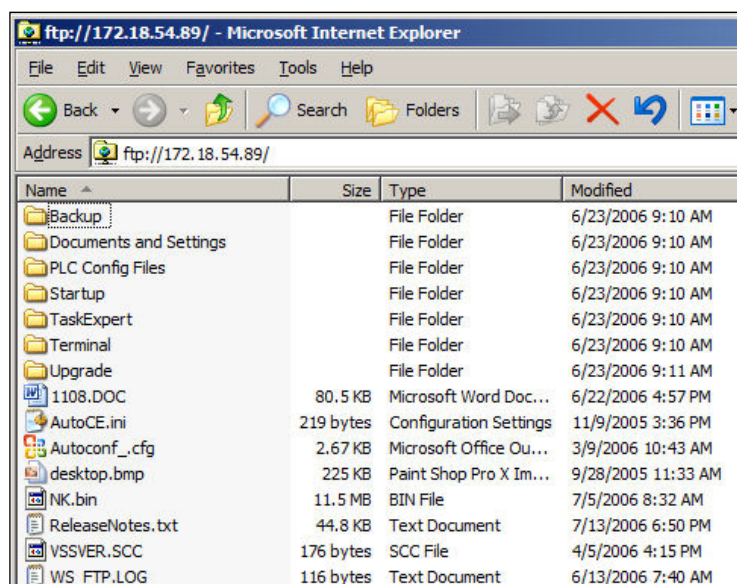 ftp://172.18.54.89/ - Microsoft Internet Explorer
File Edit View Favorites Tools Help
Back Search Folders
Address ftp://172.18.54.89/
Name Size Type Modified
Backup File Folder 6/23/2006 9:10 AM
Documents and Settings File Folder 6/23/2006 9:10 AM
PLC Config Files File Folder 6/23/2006 9:10 AM
Startup File Folder 6/23/2006 9:10 AM
TaskExpert File Folder 6/23/2006 9:10 AM
Terminal File Folder 6/23/2006 9:10 AM
Upgrade File Folder 6/23/2006 9:11 AM
1108.DOC 80.5 KB Microsoft Word Doc... 6/22/2006 4:57 PM
AutoCE.ini 219 bytes Configuration Settings 11/9/2005 3:36 PM
Autoconf_.cfg 2.67 KB Microsoft Office Ou... 3/9/2006 10:43 AM
desktop.bmp 225 KB Paint Shop Pro X Im... 9/28/2005 11:33 AM
NK.bin 11.5 MB BIN File 7/5/2006 8:32 AM
ReleaseNotes.txt 44.8 KB Text Document 7/13/2006 6:50 PM
VSSVER.SCC 176 bytes SCC File 4/5/2006 4:15 PM
WS_FTP.LOG 116 bytes Text Document 6/13/2006 7:40 AM